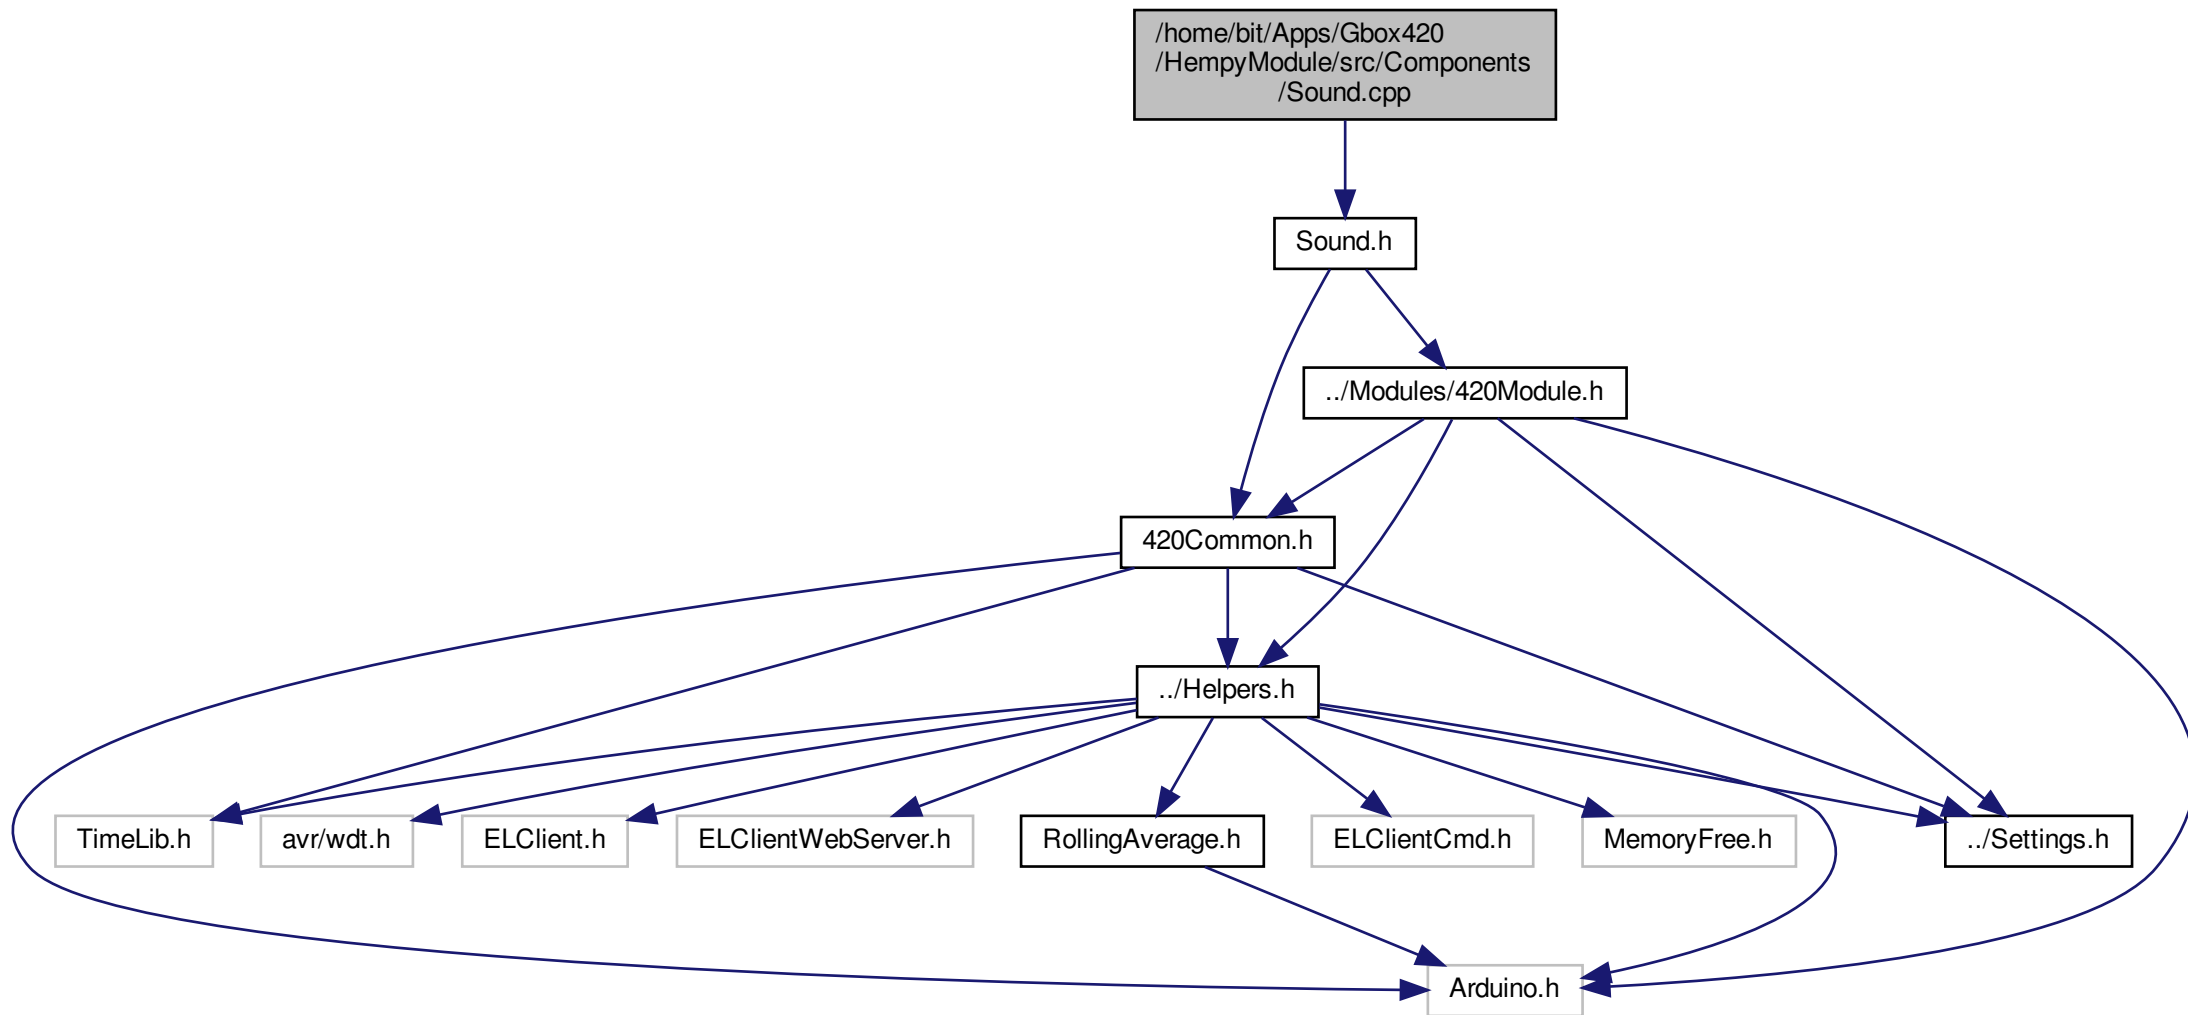 /home/bit/Apps/Gbox420
/HempyModule/src/Components
/Sound.cpp
Sound.h
../Modules/420Module.h
420Common.h
../Helpers.h
TimeLib.h
avr/wdt.h
ELClient.h
ELClientWebServer.h
RollingAverage.h
ELClientCmd.h
MemoryFree.h
../Settings.h
Arduino.h